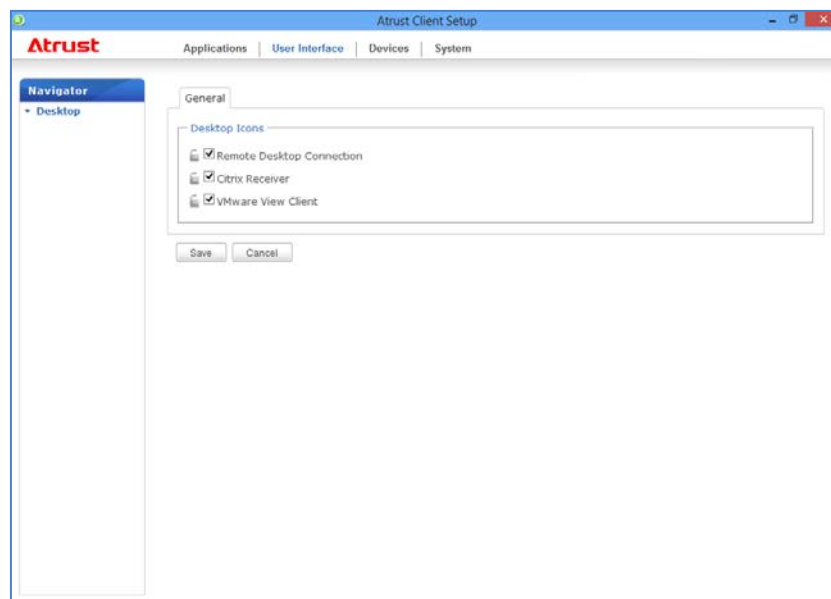 Atrust Client Setup
Atrust
Applications | User Interface | Devices | System
Navigator
Desktop
General
Desktop Icons
Remote Desktop Connection
Citrix Receiver
VMware View Client
Save Cancel